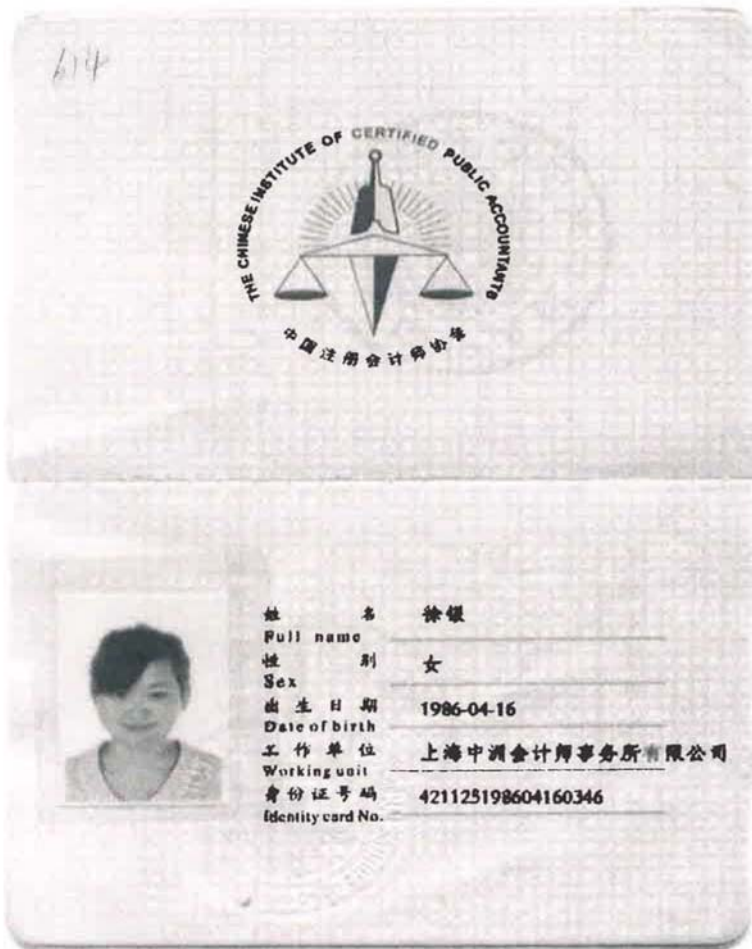 614
THE CHINESE INSTITUTE OF CERTIFIED PUBLIC ACCOUNTANTS
中国注册会计师协会
姓 名 徐
Full name
性 别 女
Sex
出 生 日 期 1986-04-16
Date of birth
工 作 单 位 上海中洲会计师事务所有限公司
Working unit
身份证号码 421125198604160346
Identity card No.